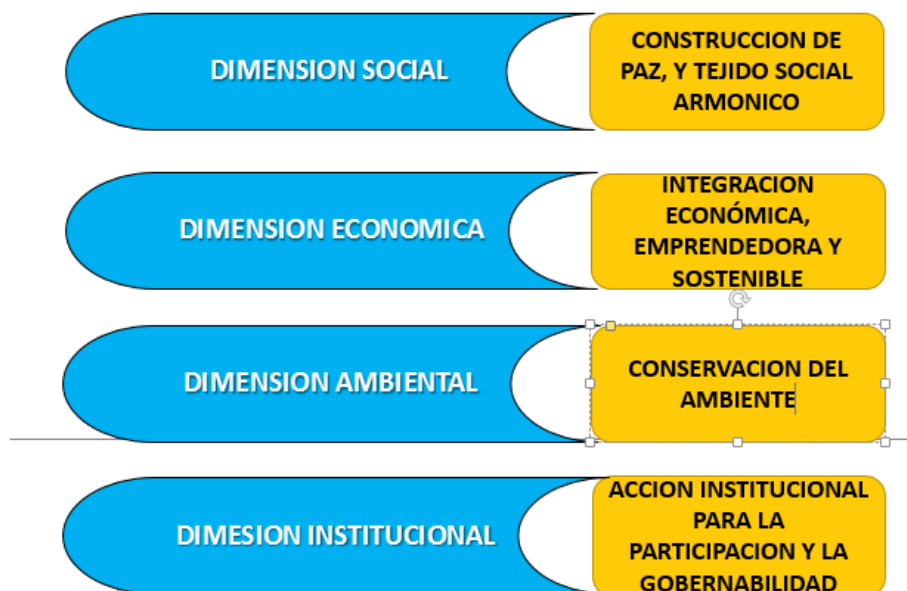 DIMENSION SOCIAL
CONSTRUCCION DE
PAZ, Y TEJIDO SOCIAL
ARMONICO
DIMENSION ECONOMICA
INTEGRACION
ECONÓMICA,
EMPRENDEDORA Y
SOSTENIBLE
DIMENSION AMBIENTAL
CONSERVACION DEL
AMBIENTE
DIMESION INSTITUCIONAL
ACCION INSTITUCIONAL
PARA LA
PARTICIPACION Y LA
GOBERNABILIDAD